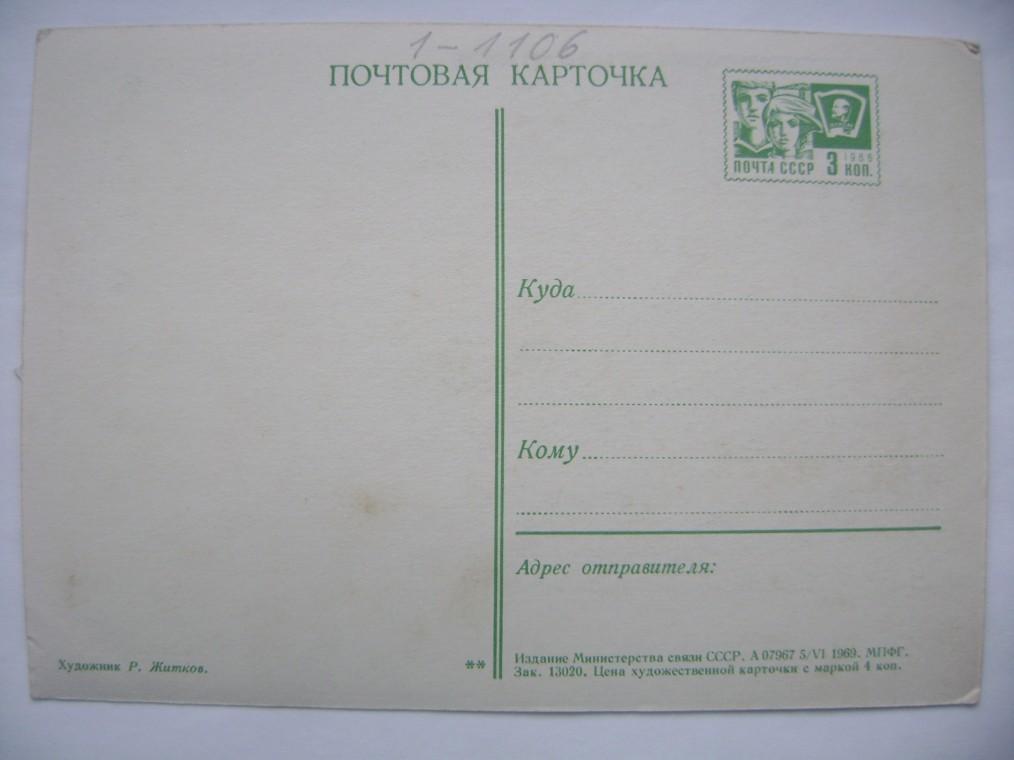 1-1106
ПОЧТОВАЯ КАРТОЧКА
1966
ПОЧТА СССР 3 КОП.
Куда
Кому
Адрес отправителя:
Художник Р. Житков.
**
Издание Министерства связи СССР. А 07967 5/VI 1969. МПФГ.
Зак. 13020. Цена художественной карточки с маркой 4 коп.